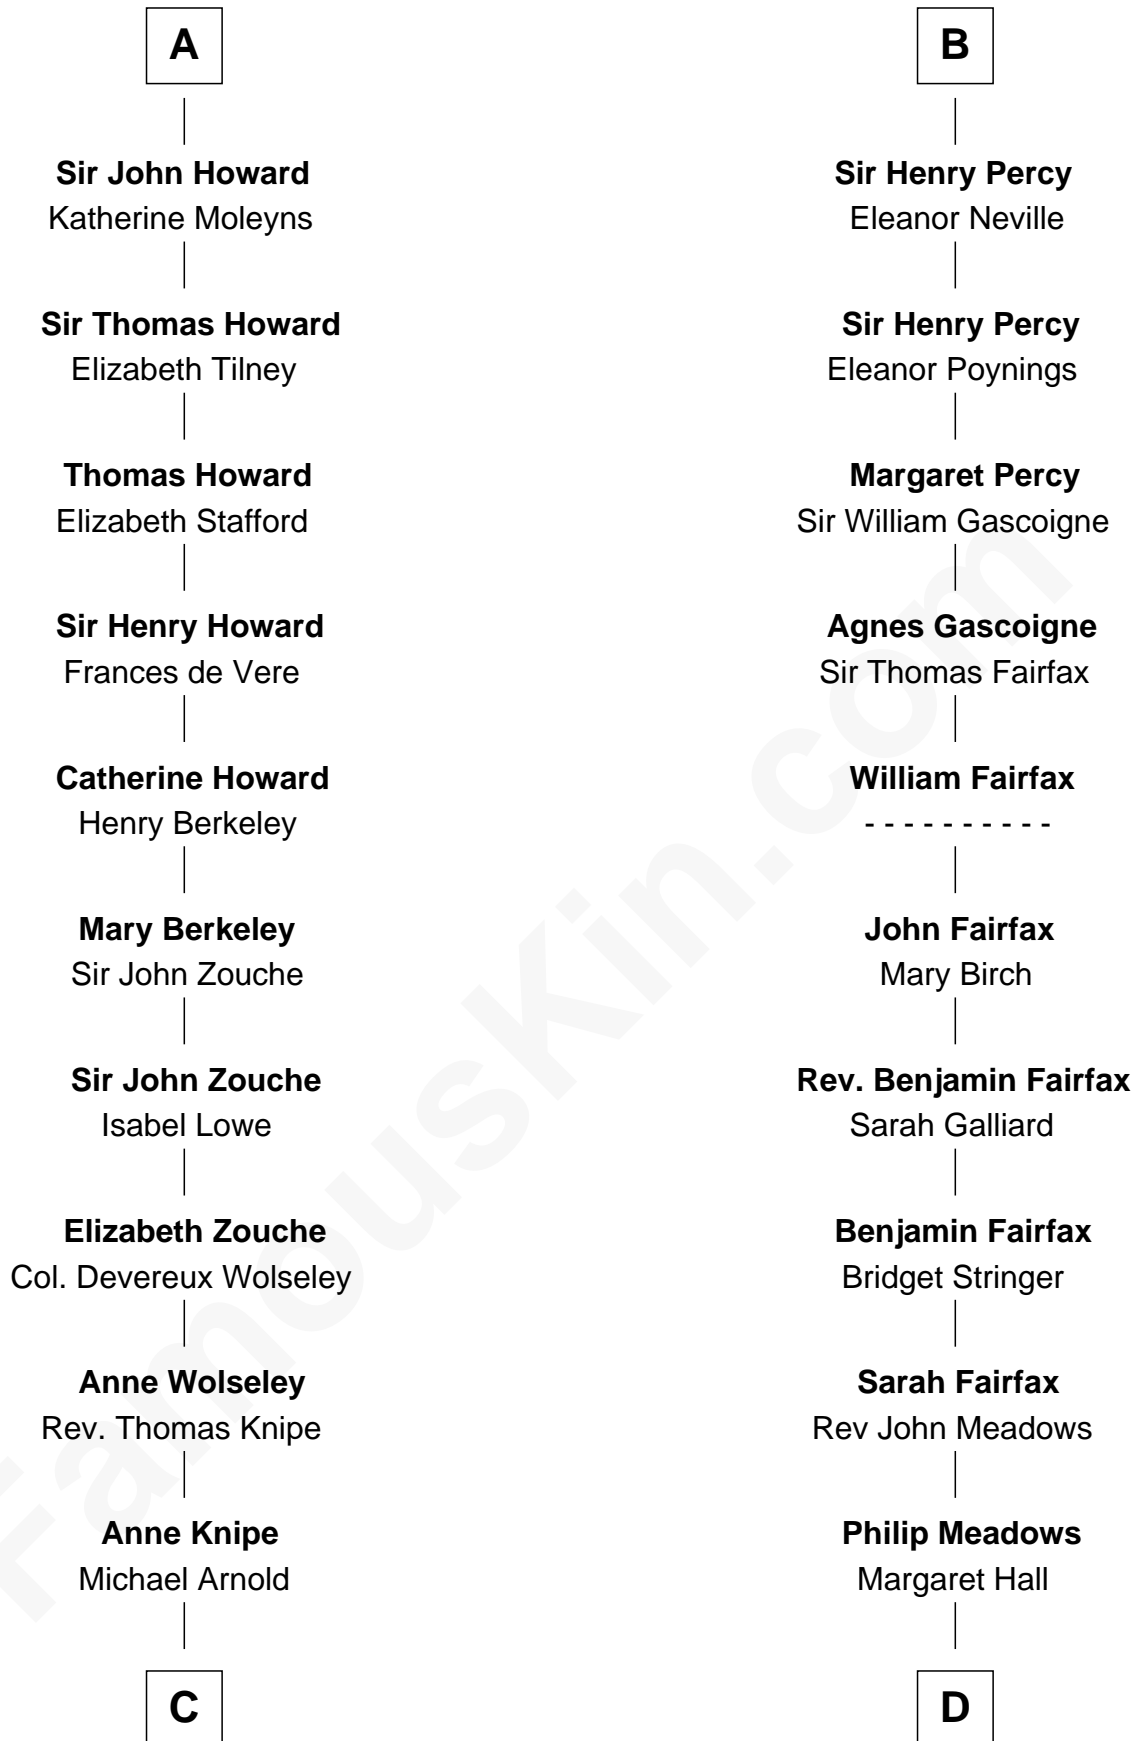 A
Sir John Howard
Katherine Moleyns
Sir Thomas Howard
Elizabeth Tilney
Thomas Howard
Elizabeth Stafford
Sir Henry Howard
Frances de Vere
Catherine Howard
Henry Berkeley
Mary Berkeley
Sir John Zouche
Sir John Zouche
Isabel Lowe
Elizabeth Zouche
Col. Devereux Wolseley
Anne Wolseley
Rev. Thomas Knipe
Anne Knipe
Michael Arnold
C
B
Sir Henry Percy
Eleanor Neville
Sir Henry Percy
Eleanor Poynings
Margaret Percy
Sir William Gascoigne
Agnes Gascoigne
Sir Thomas Fairfax
William Fairfax
- - - - - - - - - -
John Fairfax
Mary Birch
Rev. Benjamin Fairfax
Sarah Galliard
Benjamin Fairfax
Bridget Stringer
Sarah Fairfax
Rev John Meadows
Philip Meadows
Margaret Hall
D
FamousKin.com